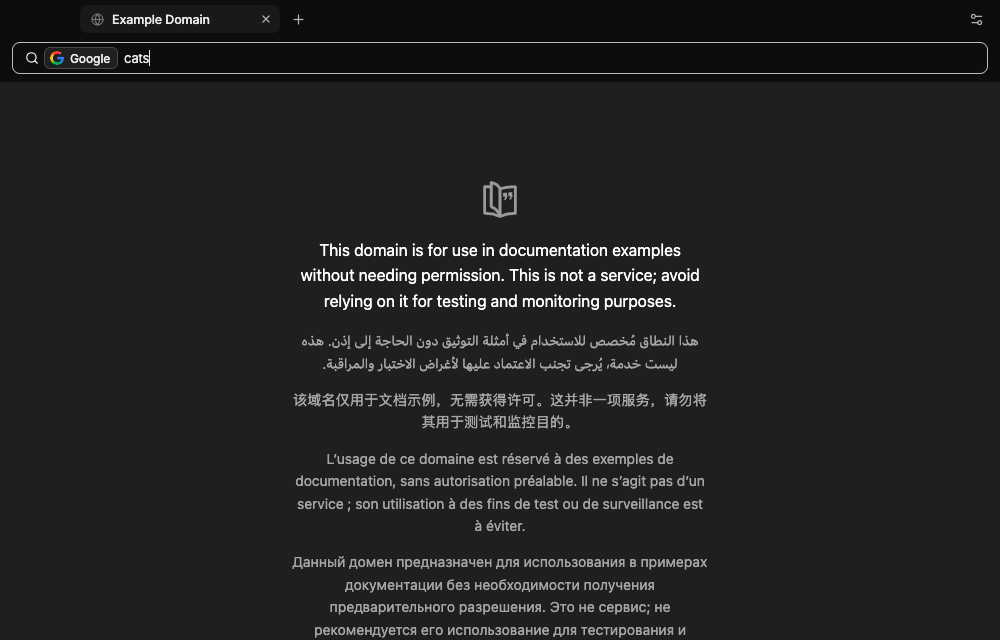 Example Domain
Google cats
This domain is for use in documentation examples
without needing permission. This is not a service; avoid
relying on it for testing and monitoring purposes.
هذا النطاق مُخصص للاستخدام في أمثلة التوثيق دون الحاجة إلى إذن. هذه
ليست خدمة، يُرجى تجنب الاعتماد عليها لأغراض الاختبار والمراقبة.
该域名仅用于文档示例，无需获得许可。这并非一项服务，请勿将
其用于测试和监控目的。
L’usage de ce domaine est réservé à des exemples de
documentation, sans autorisation préalable. Il ne s’agit pas d’un
service ; son utilisation à des fins de test ou de surveillance est
à éviter.
Данный домен предназначен для использования в примерах
документации без необходимости получения
предварительного разрешения. Это не сервис; не
рекомендуется его использование для тестирования и